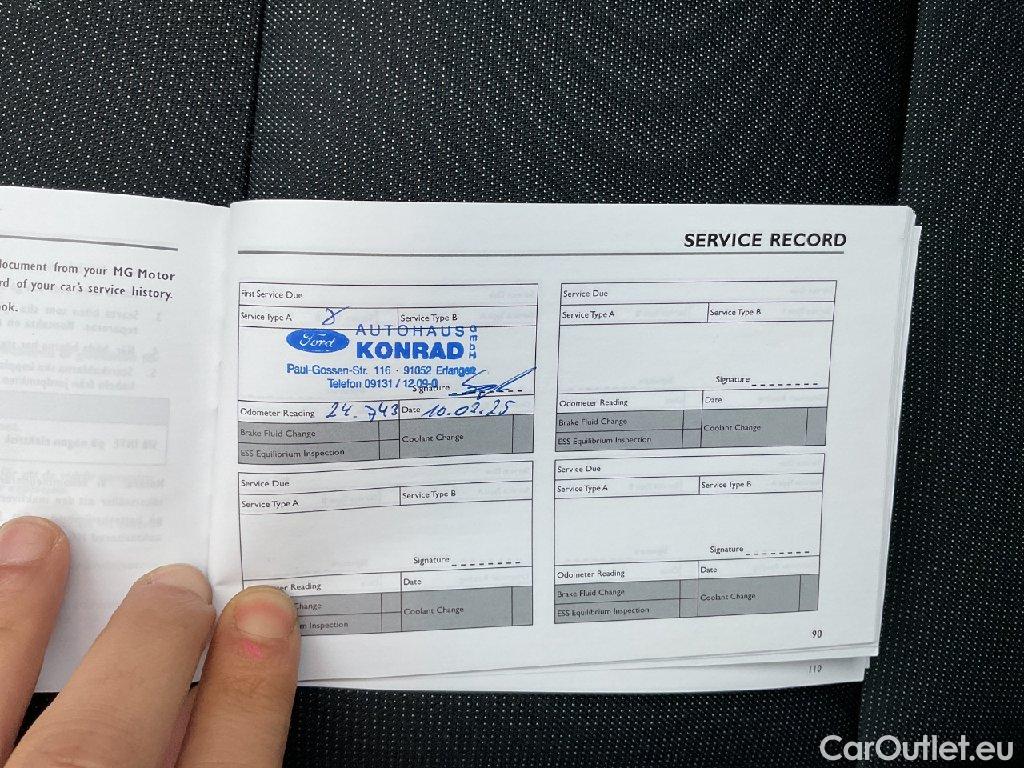 SERVICE RECORD
document from your MG Motor
rd of your car's service history.
ok.
First Service Due
Service Type A 8 Service Type B
Ford AUTOHAUS GmbH
KONRAD
Paul-Gossen-Str. 116 · 91052 Erlangen
Telefon 09131 / 1209-0
Signature
Odometer Reading 24.743 Date 10.02.25
Brake Fluid Change
Coolant Change
ESS Equilibrium Inspection
Service Due
Service Type A Service Type B
Signature
Odometer Reading Date
Brake Fluid Change
Coolant Change
ESS Equilibrium Inspection
Service Due
Service Type A Service Type B
Signature
er Reading Date
Change
Coolant Change
m Inspection
Service Due
Service Type A Service Type B
Signature
Odometer Reading Date
Brake Fluid Change
Coolant Change
ESS Equilibrium Inspection
90
110
CarOutlet.eu